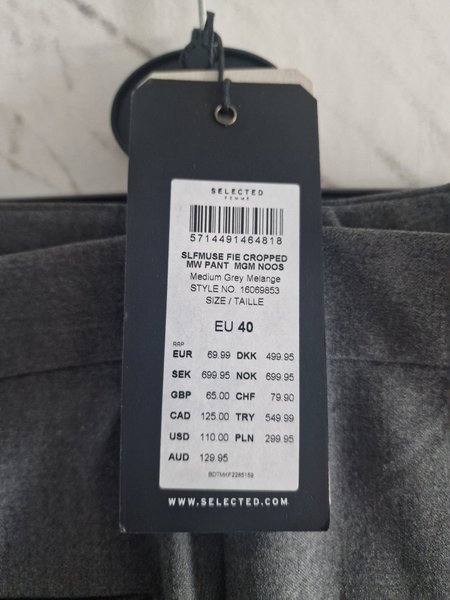 SELECTED
FEMME
5714491464818
SLFMUSE FIE CROPPED
MW PANT MGM NOOS
Medium Grey Melange
STYLE NO. 16069853
SIZE / TAILLE
EU 40
RRP
EUR 69.99 DKK 499.95
SEK 699.95 NOK 699.95
GBP 65.00 CHF 79.90
CAD 125.00 TRY 549.99
USD 110.00 PLN 299.95
AUD 129.95
BDTMKF2285159
WWW.SELECTED.COM